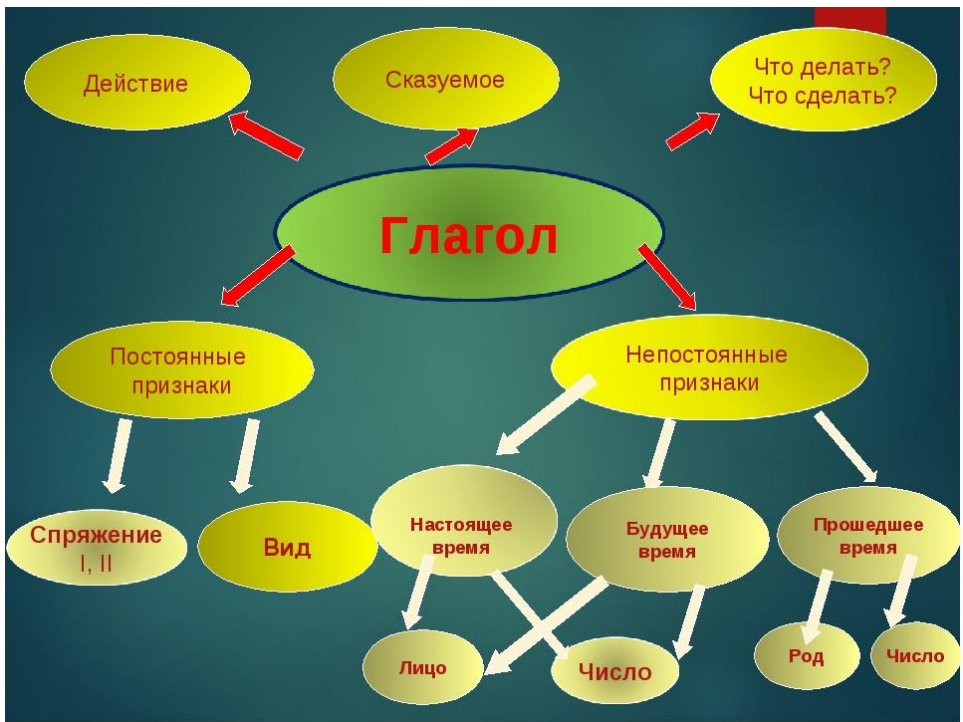 Действие
Сказуемое
Что делать?
Что сделать?
Глагол
Постоянные
признаки
Непостоянные
признаки
Спряжение
I, II
Вид
Настоящее
время
Будущее
время
Прошедшее
время
Лицо
Число
Род
Число